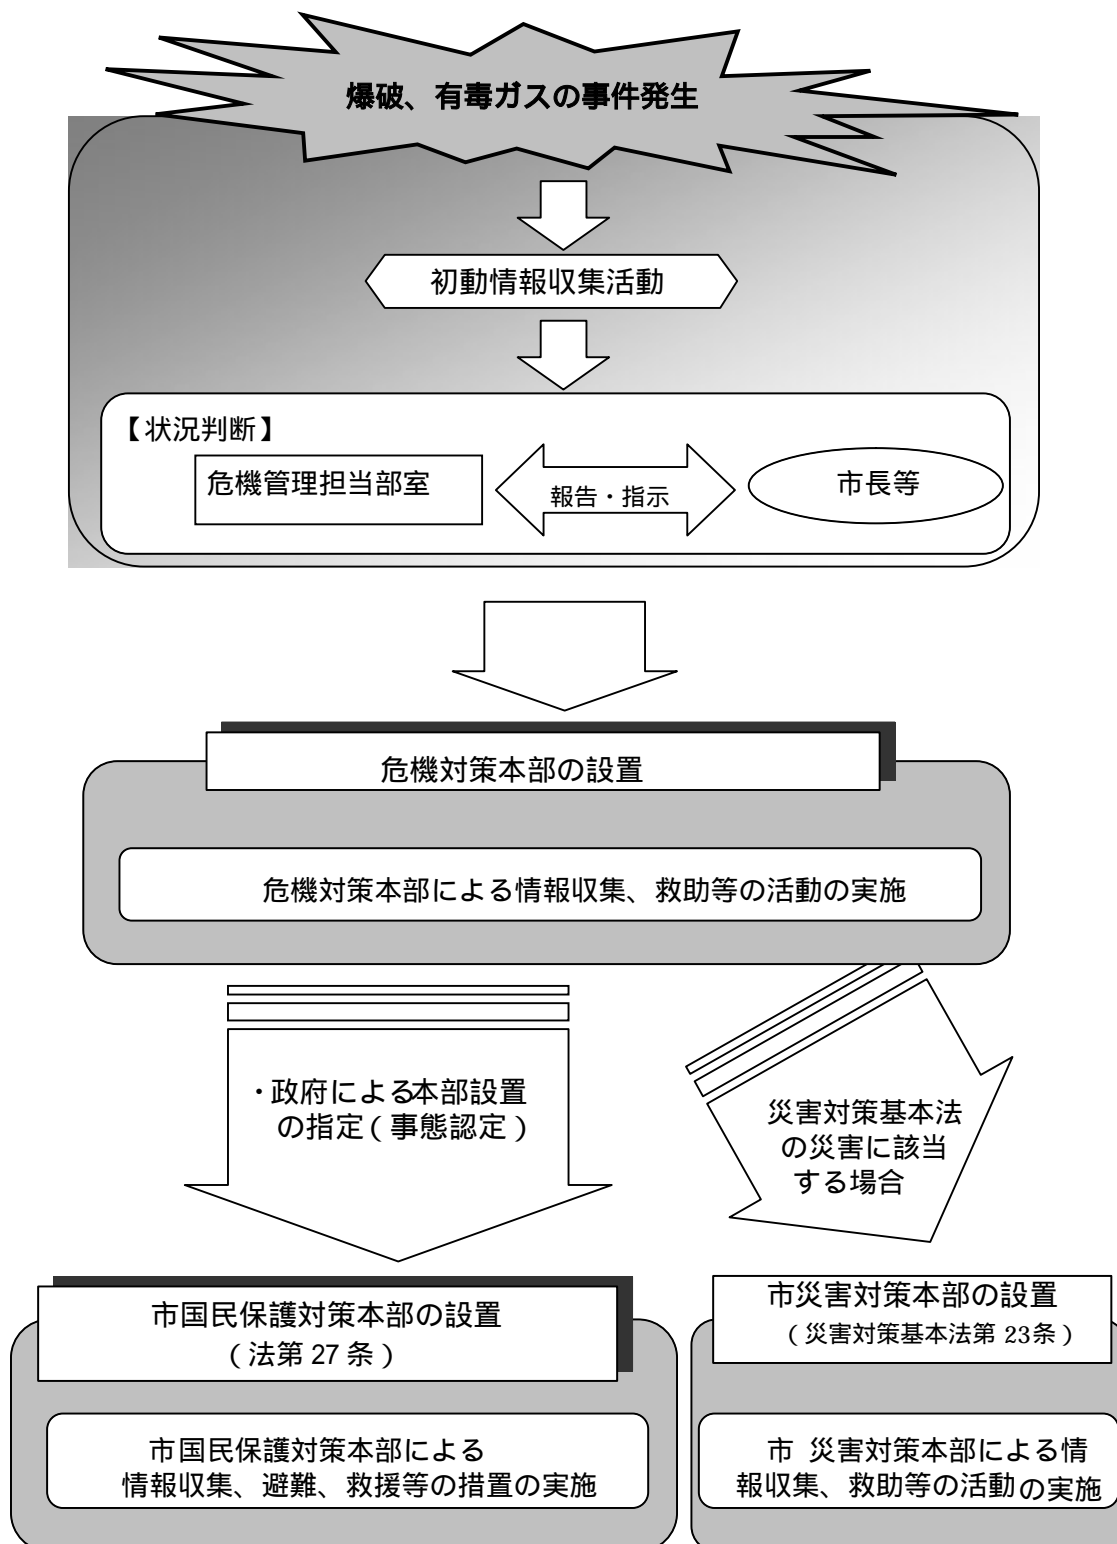 爆破、有毒ガスの事件発生
初動情報収集活動
【状況判断】
危機管理担当部室
報告・指示
市長等
危機対策本部の設置
危機対策本部による情報収集、救助等の活動の実施
・政府による本部設置
の指定(事態認定)
災害対策基本法
の災害に該当
する場合
市国民保護対策本部の設置
(法第 27 条)
市国民保護対策本部による
情報収集、避難、救援等の措置の実施
市災害対策本部の設置
(災害対策基本法第 23条)
市 災害対策本部による情
報収集、救助等の活動の実施